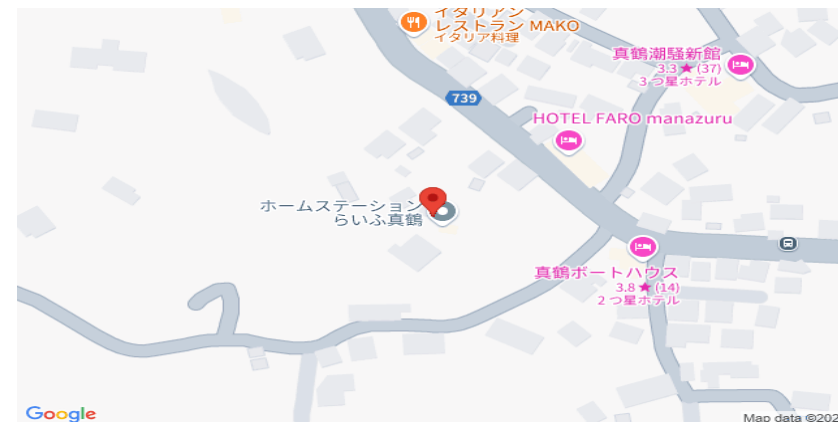 イタリアン
レストラン MAKO
イタリア料理
真鶴潮騒新館
3.3 ★ (37)
3 つ星ホテル
739
HOTEL FARO manazuru
ホームステーション
らいふ真鶴
真鶴ボートハウス
3.8 ★ (14)
2 つ星ホテル
Google
Map data ©202